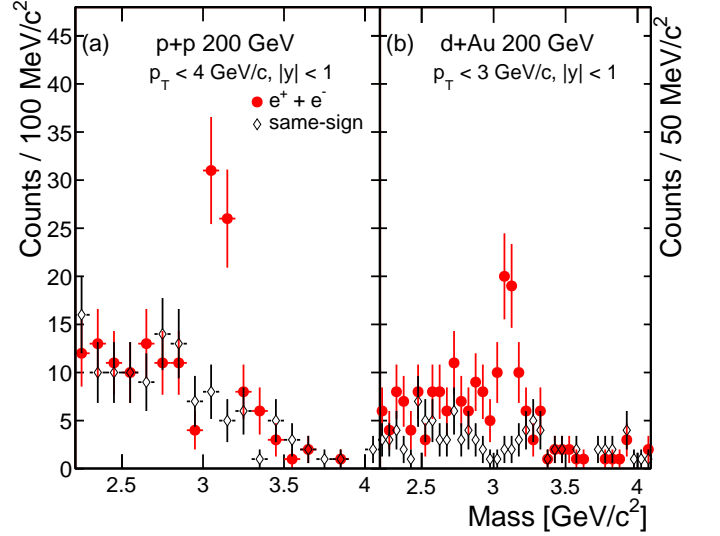 (a) p+p 200 GeV
p_T < 4 GeV/c, |y| < 1
e⁺ + e⁻
same-sign
(b) d+Au 200 GeV
p_T < 3 GeV/c, |y| < 1
Counts / 100 MeV/c²
Counts / 50 MeV/c²
45
40
35
30
25
20
15
10
5
0
2.5 3 3.5 4
2.5 3 3.5 4
Mass [GeV/c²]